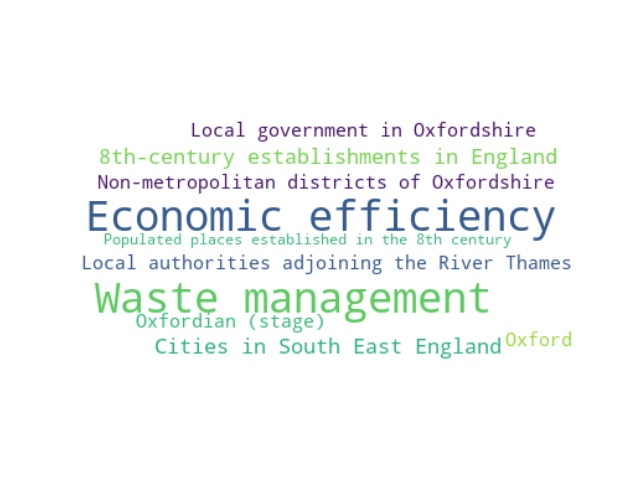 Local government in Oxfordshire
8th-century establishments in England
Non-metropolitan districts of Oxfordshire
Economic efficiency
Populated places established in the 8th century
Local authorities adjoining the River Thames
Waste management
Oxfordian (stage)
Oxford
Cities in South East England